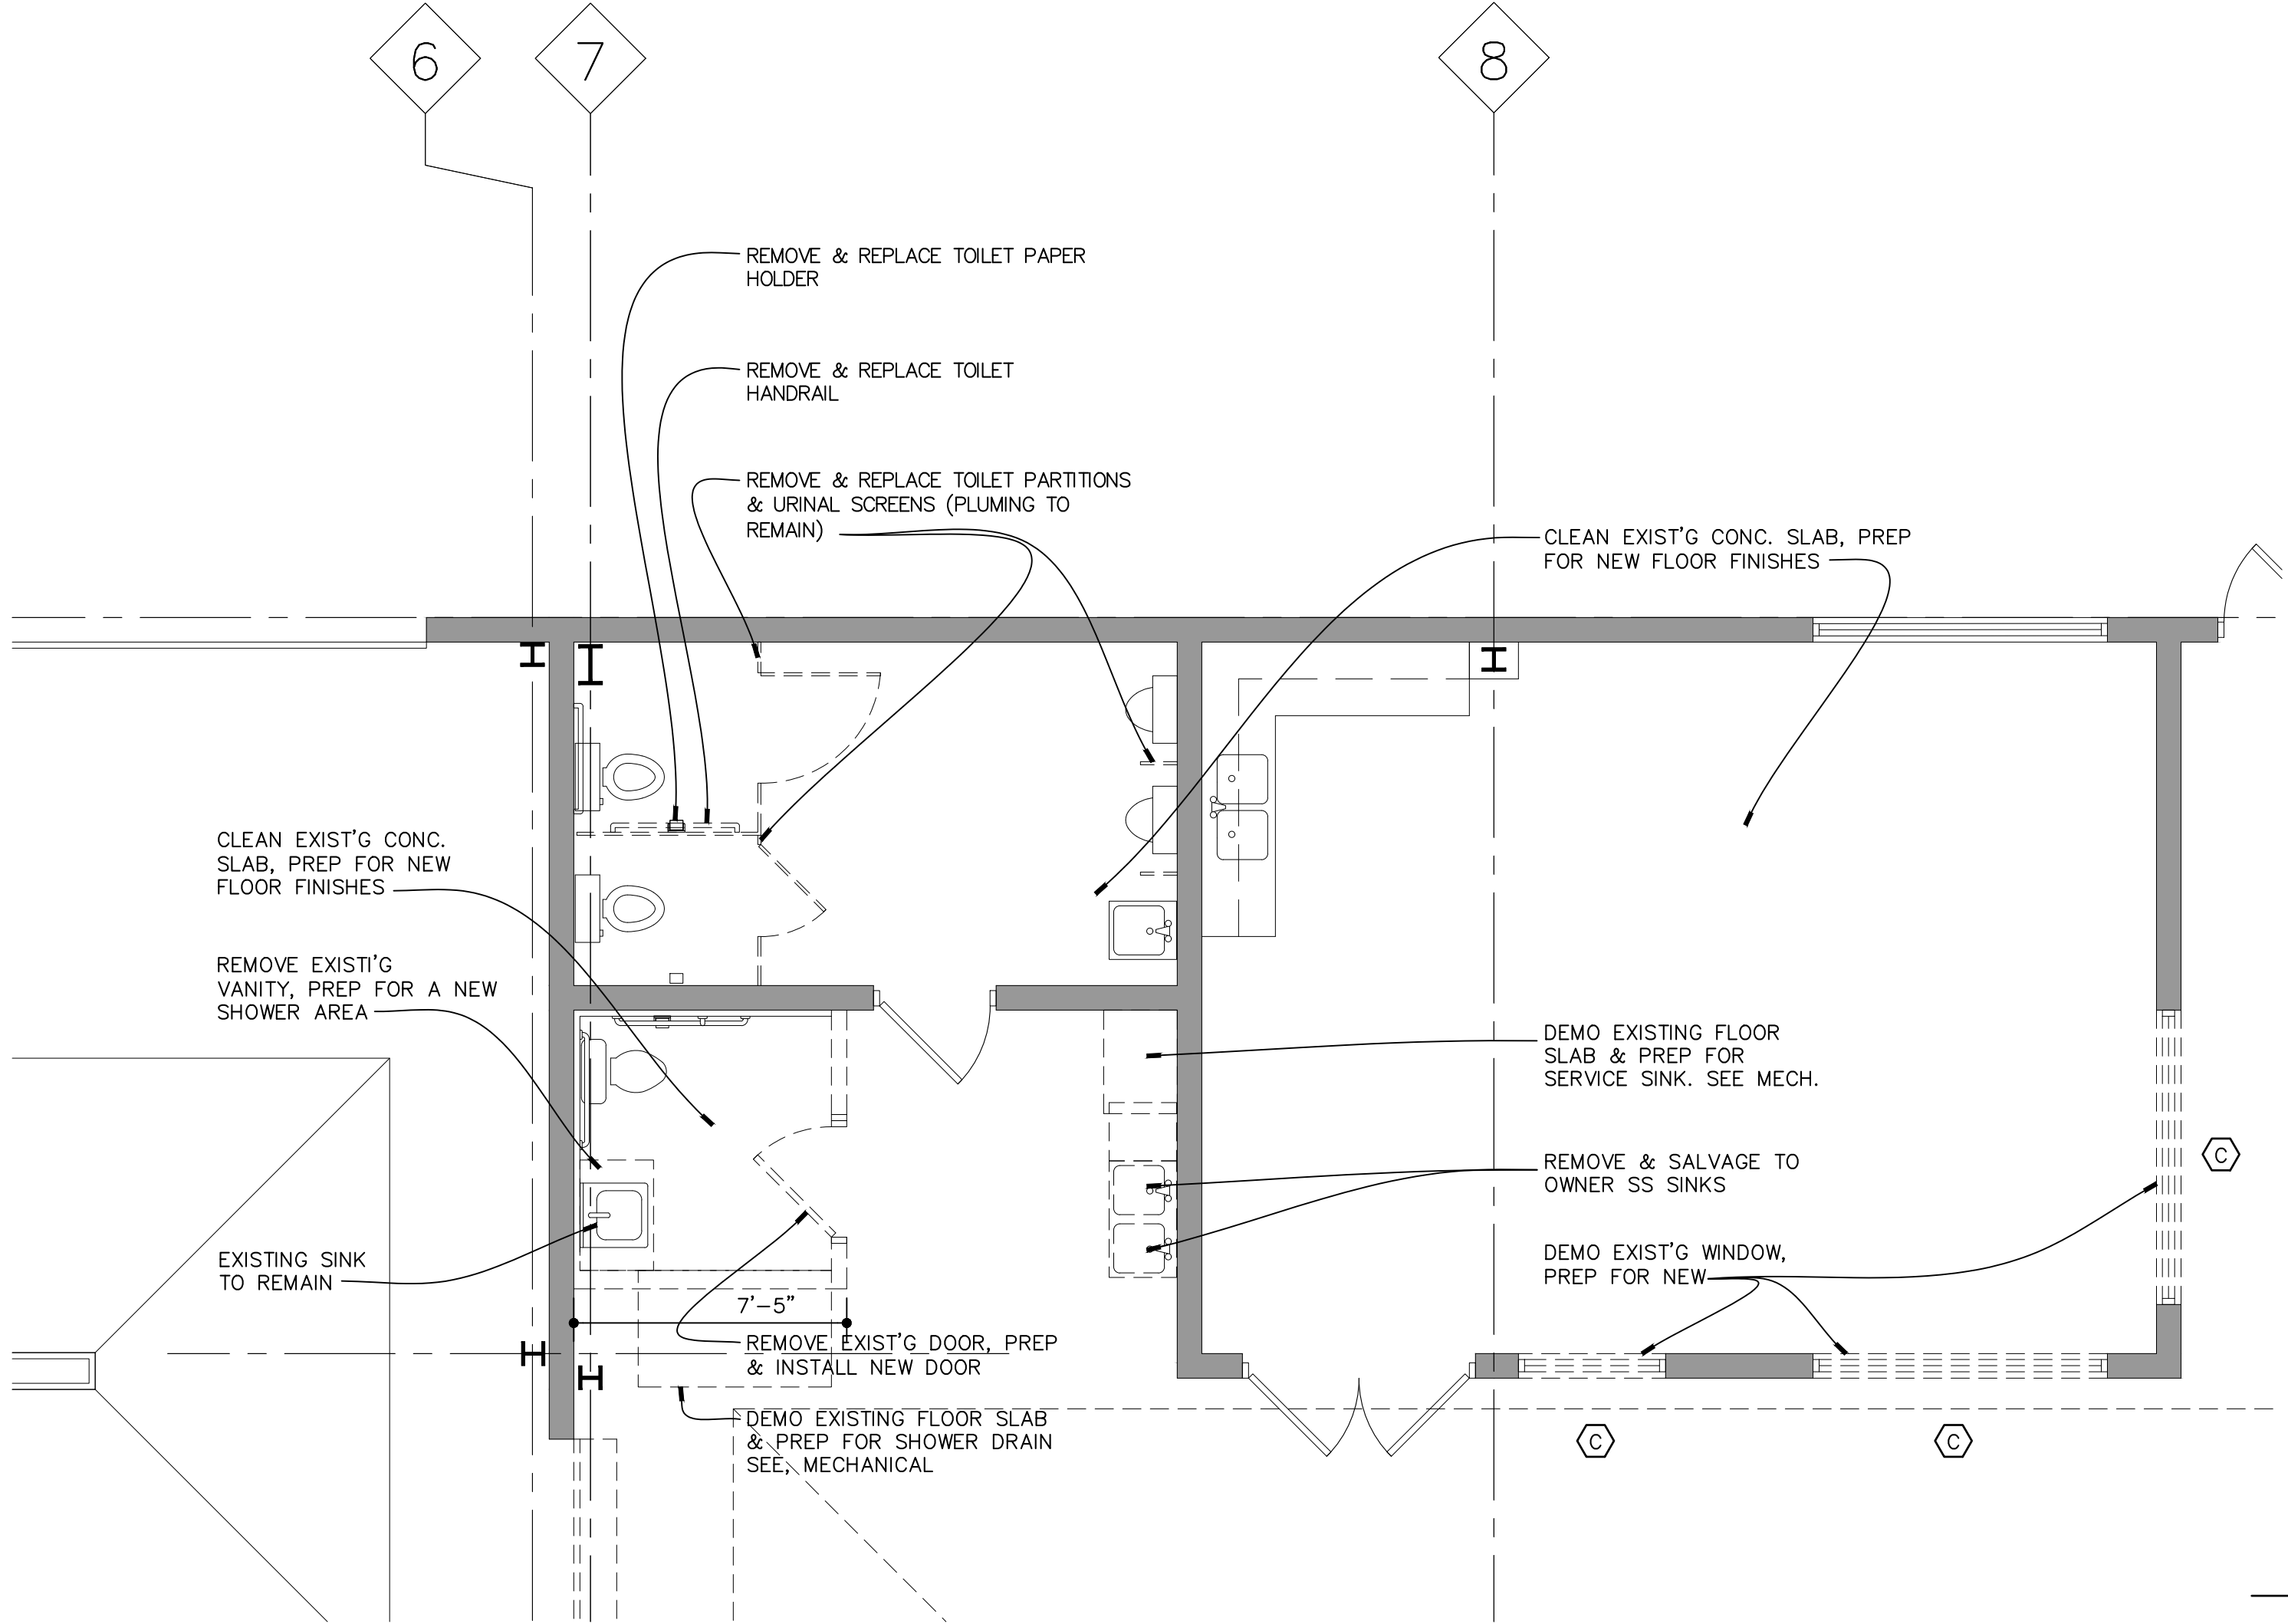 6
7
8
REMOVE & REPLACE TOILET PAPER
HOLDER
REMOVE & REPLACE TOILET
HANDRAIL
REMOVE & REPLACE TOILET PARTITIONS
& URINAL SCREENS (PLUMING TO
REMAIN)
CLEAN EXIST'G CONC. SLAB, PREP
FOR NEW FLOOR FINISHES
CLEAN EXIST'G CONC.
SLAB, PREP FOR NEW
FLOOR FINISHES
REMOVE EXISTI'G
VANITY, PREP FOR A NEW
SHOWER AREA
DEMO EXISTING FLOOR
SLAB & PREP FOR
SERVICE SINK. SEE MECH.
REMOVE & SALVAGE TO
OWNER SS SINKS
C
EXISTING SINK
TO REMAIN
DEMO EXIST'G WINDOW,
PREP FOR NEW
7'-5"
REMOVE EXIST'G DOOR, PREP
& INSTALL NEW DOOR
DEMO EXISTING FLOOR SLAB
& PREP FOR SHOWER DRAIN
SEE, MECHANICAL
C
C